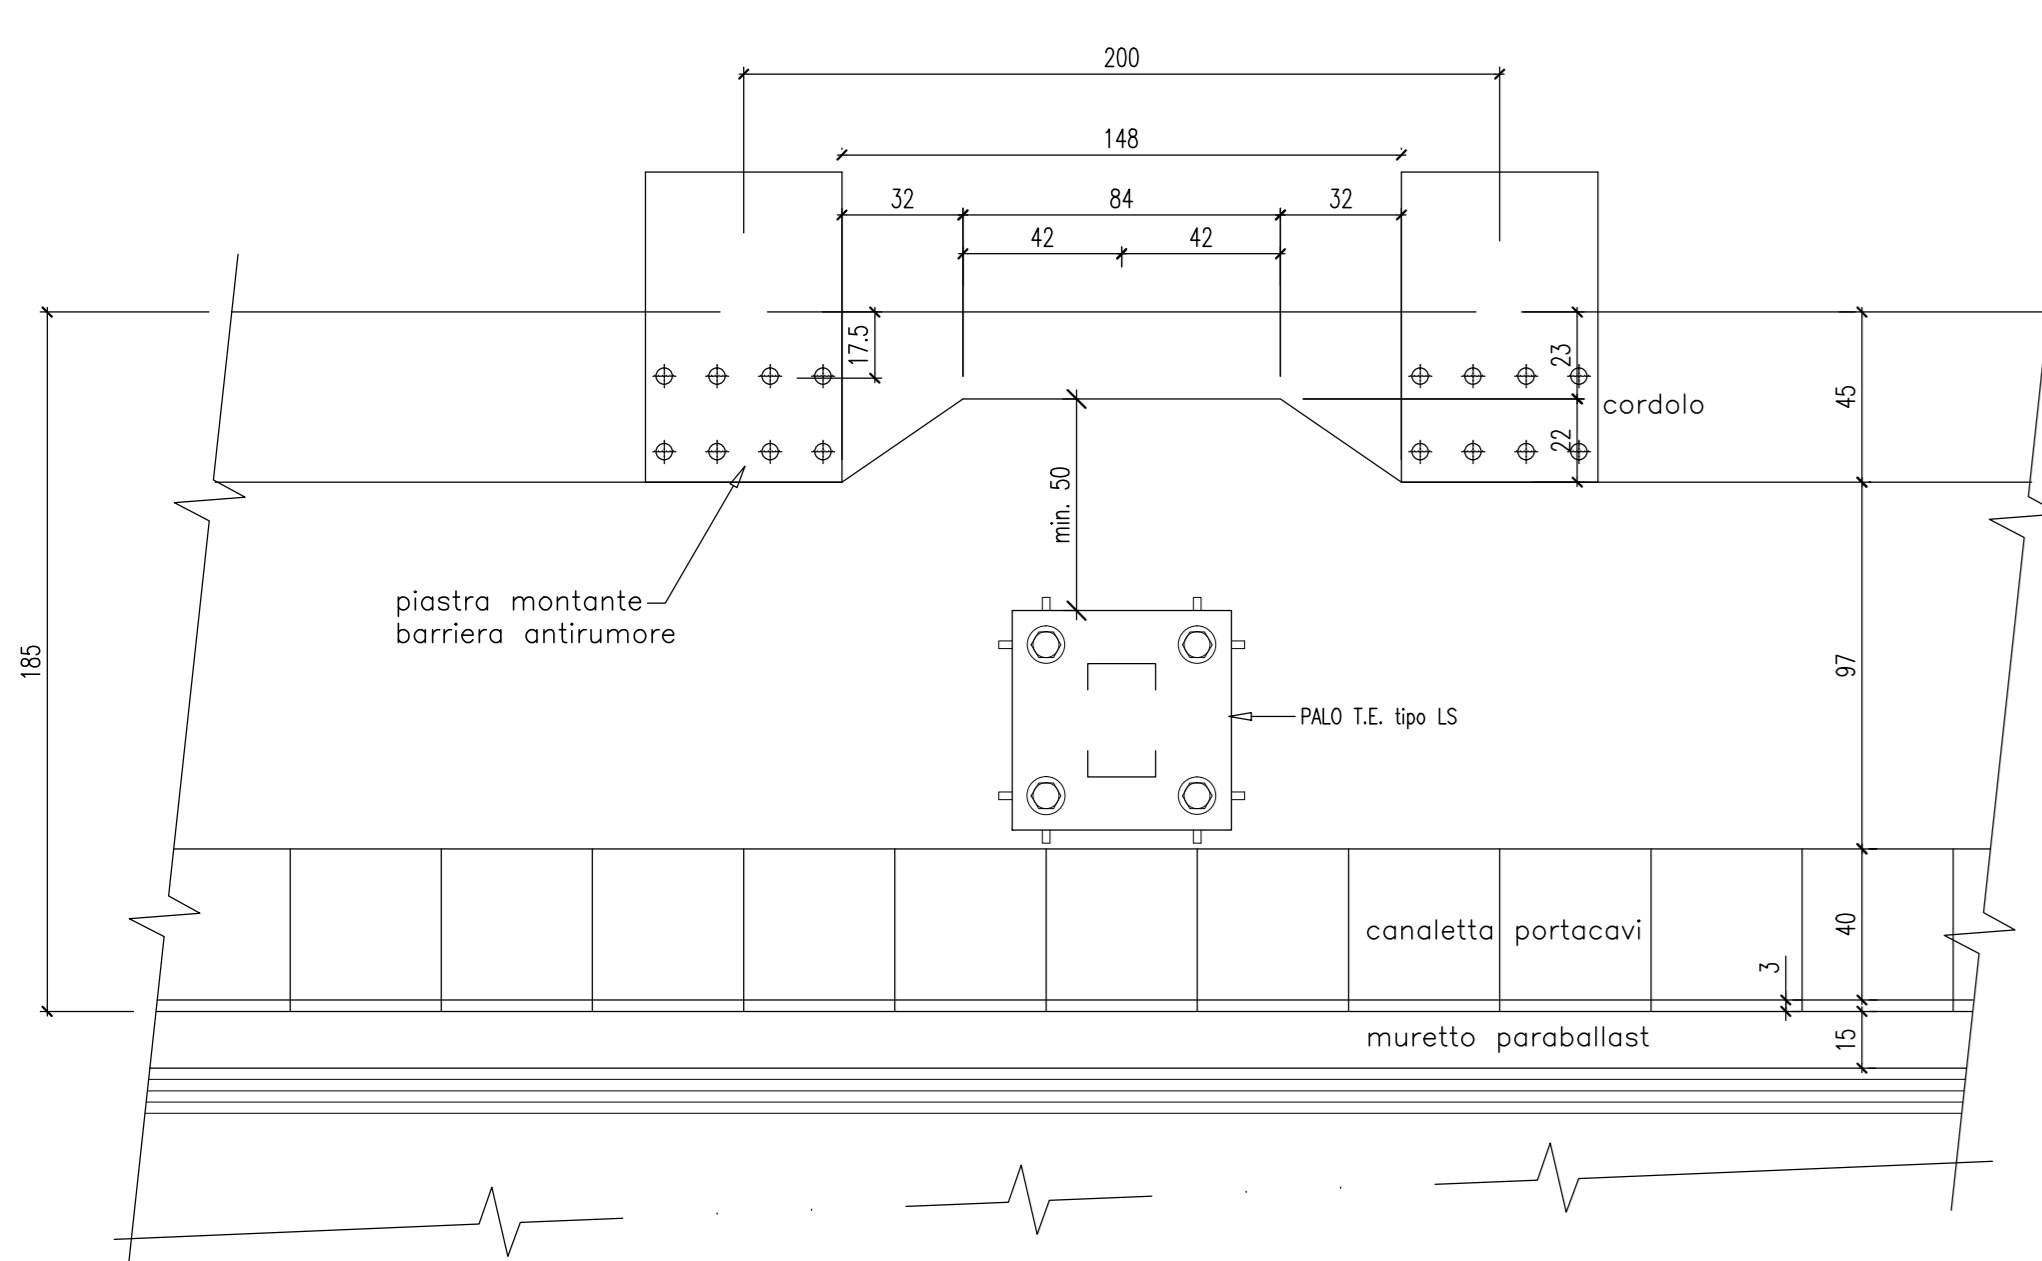 200
148
32
84
32
42
42
17.5
23
45
cordolo
22
min. 50
piastra montante
barriera antirumore
185
97
PALO T.E. tipo LS
canaletta portacavi
40
3
muretto paraballast
15